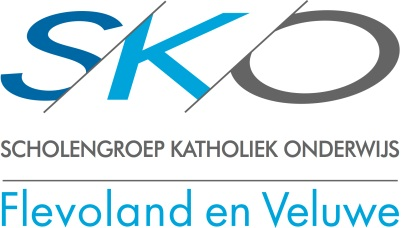 SKO
SCHOLENGROEP KATHOLIEK ONDERWIJS
Flevoland en Veluwe